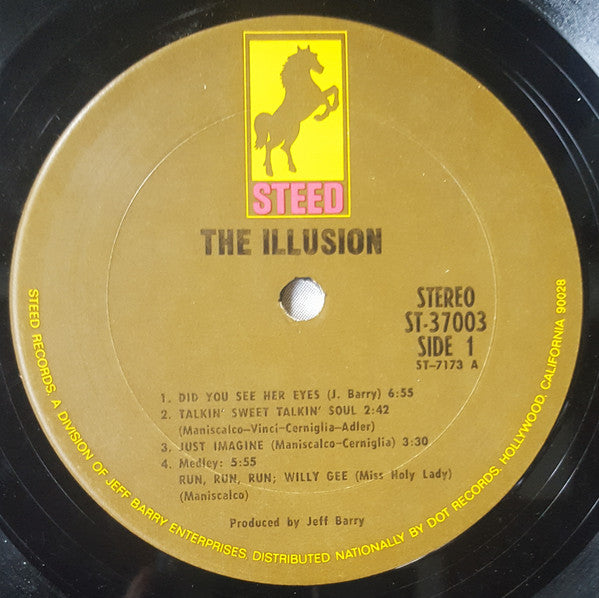 STEED
THE ILLUSION
STEREO
ST-37003
SIDE 1
ST-7173 A
1. DID YOU SEE HER EYES (J. Barry) 6:55
2. TALKIN' SWEET TALKIN' SOUL 2:42
(Maniscalco-Vinci-Cerniglia-Adler)
3. JUST IMAGINE (Maniscalco-Cerniglia) 3:30
4. Medley: 5:55
RUN, RUN, RUN; WILLY GEE (Miss Holy Lady)
(Maniscalco)
Produced by Jeff Barry
STEED RECORDS, A DIVISION OF JEFF BARRY ENTERPRISES. DISTRIBUTED NATIONALLY BY DOT RECORDS, HOLLYWOOD, CALIFORNIA 90028